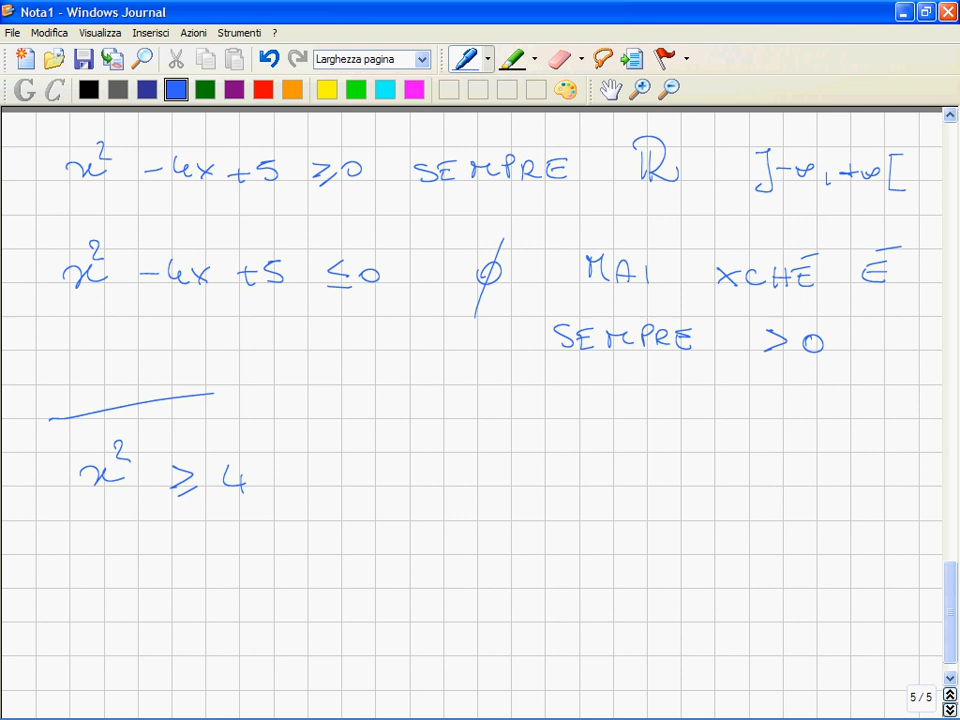 Nota1 - Windows Journal
File Modifica Visualizza Inserisci Azioni Strumenti ?
Larghezza pagina
G C
x² -4x+5 ≥0 SEMPRE ℝ ]-∞,+∞[
x² -4x+5 ≤0 ∅ MAI XCHÉ È
SEMPRE >0
x² ≥ 4
5 / 5